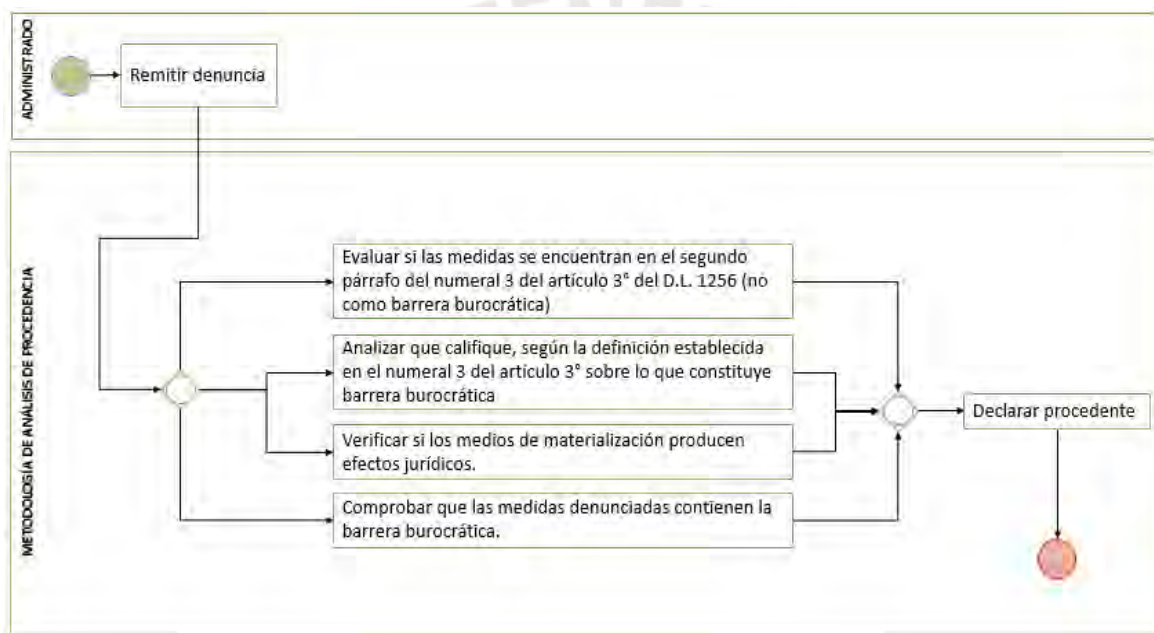 ADMINISTRADO
Remitir denuncia
METODOLOGÍA DE ANÁLISIS DE PROCEDENCIA
Evaluar si las medidas se encuentran en el segundo
párrafo del numeral 3 del artículo 3° del D.L. 1256 (no
como barrera burocrática)
Analizar que califique, según la definición establecida
en el numeral 3 del artículo 3° sobre lo que constituye
barrera burocrática
Verificar si los medios de materialización producen
efectos jurídicos.
Comprobar que las medidas denunciadas contienen la
barrera burocrática.
Declarar procedente